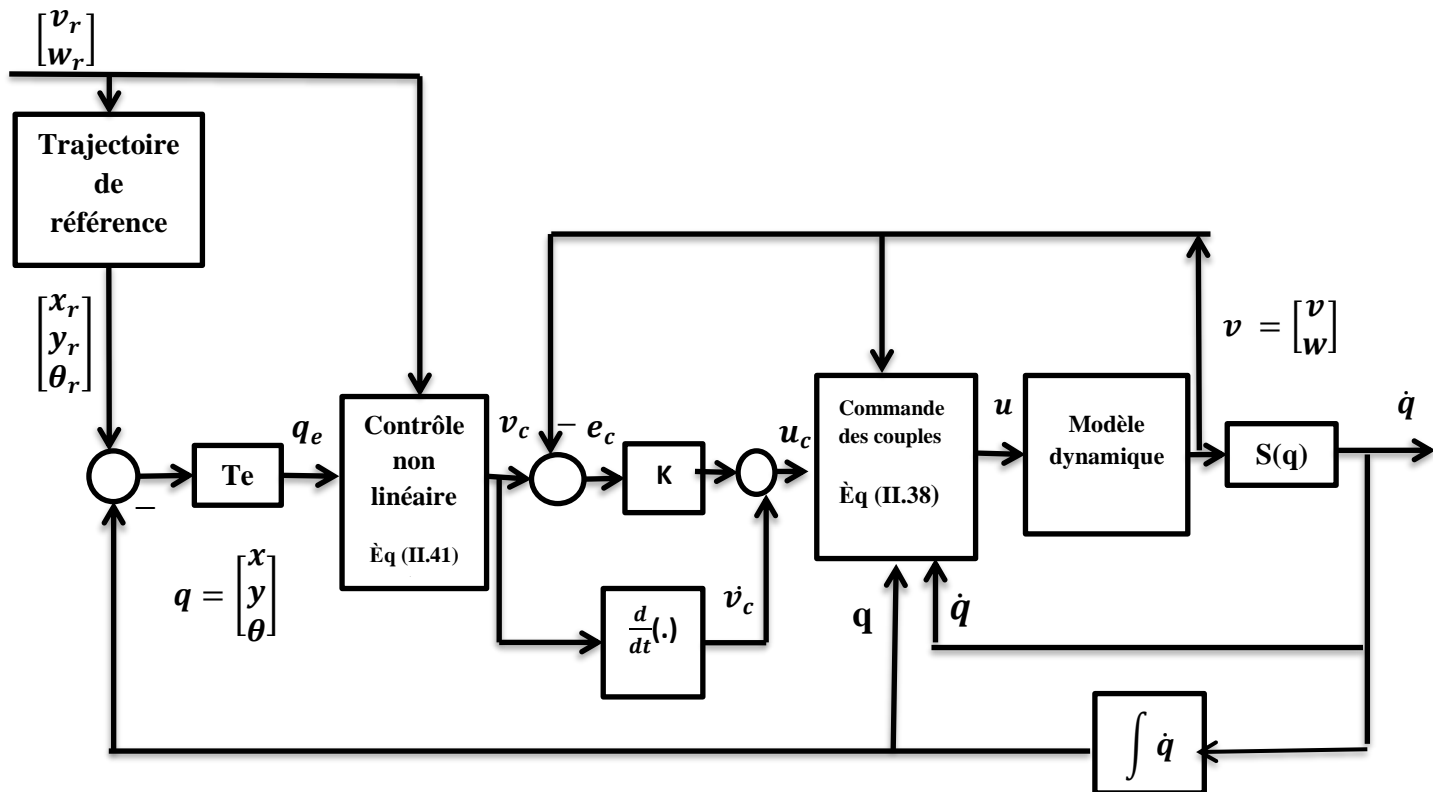 [v_r
w_r]
Trajectoire
de
référence
[x_r
y_r
θ_r]
v = [v
w]
q̇
−
Te
q_e
Contrôle
non
linéaire
Èq (II.41)
v_c
− e_c
K
u_c
Commande
des couples
Èq (II.38)
u
Modèle
dynamique
S(q)
q = [x
y
θ]
d/dt(.)
v̇_c
q
q̇
∫ q̇